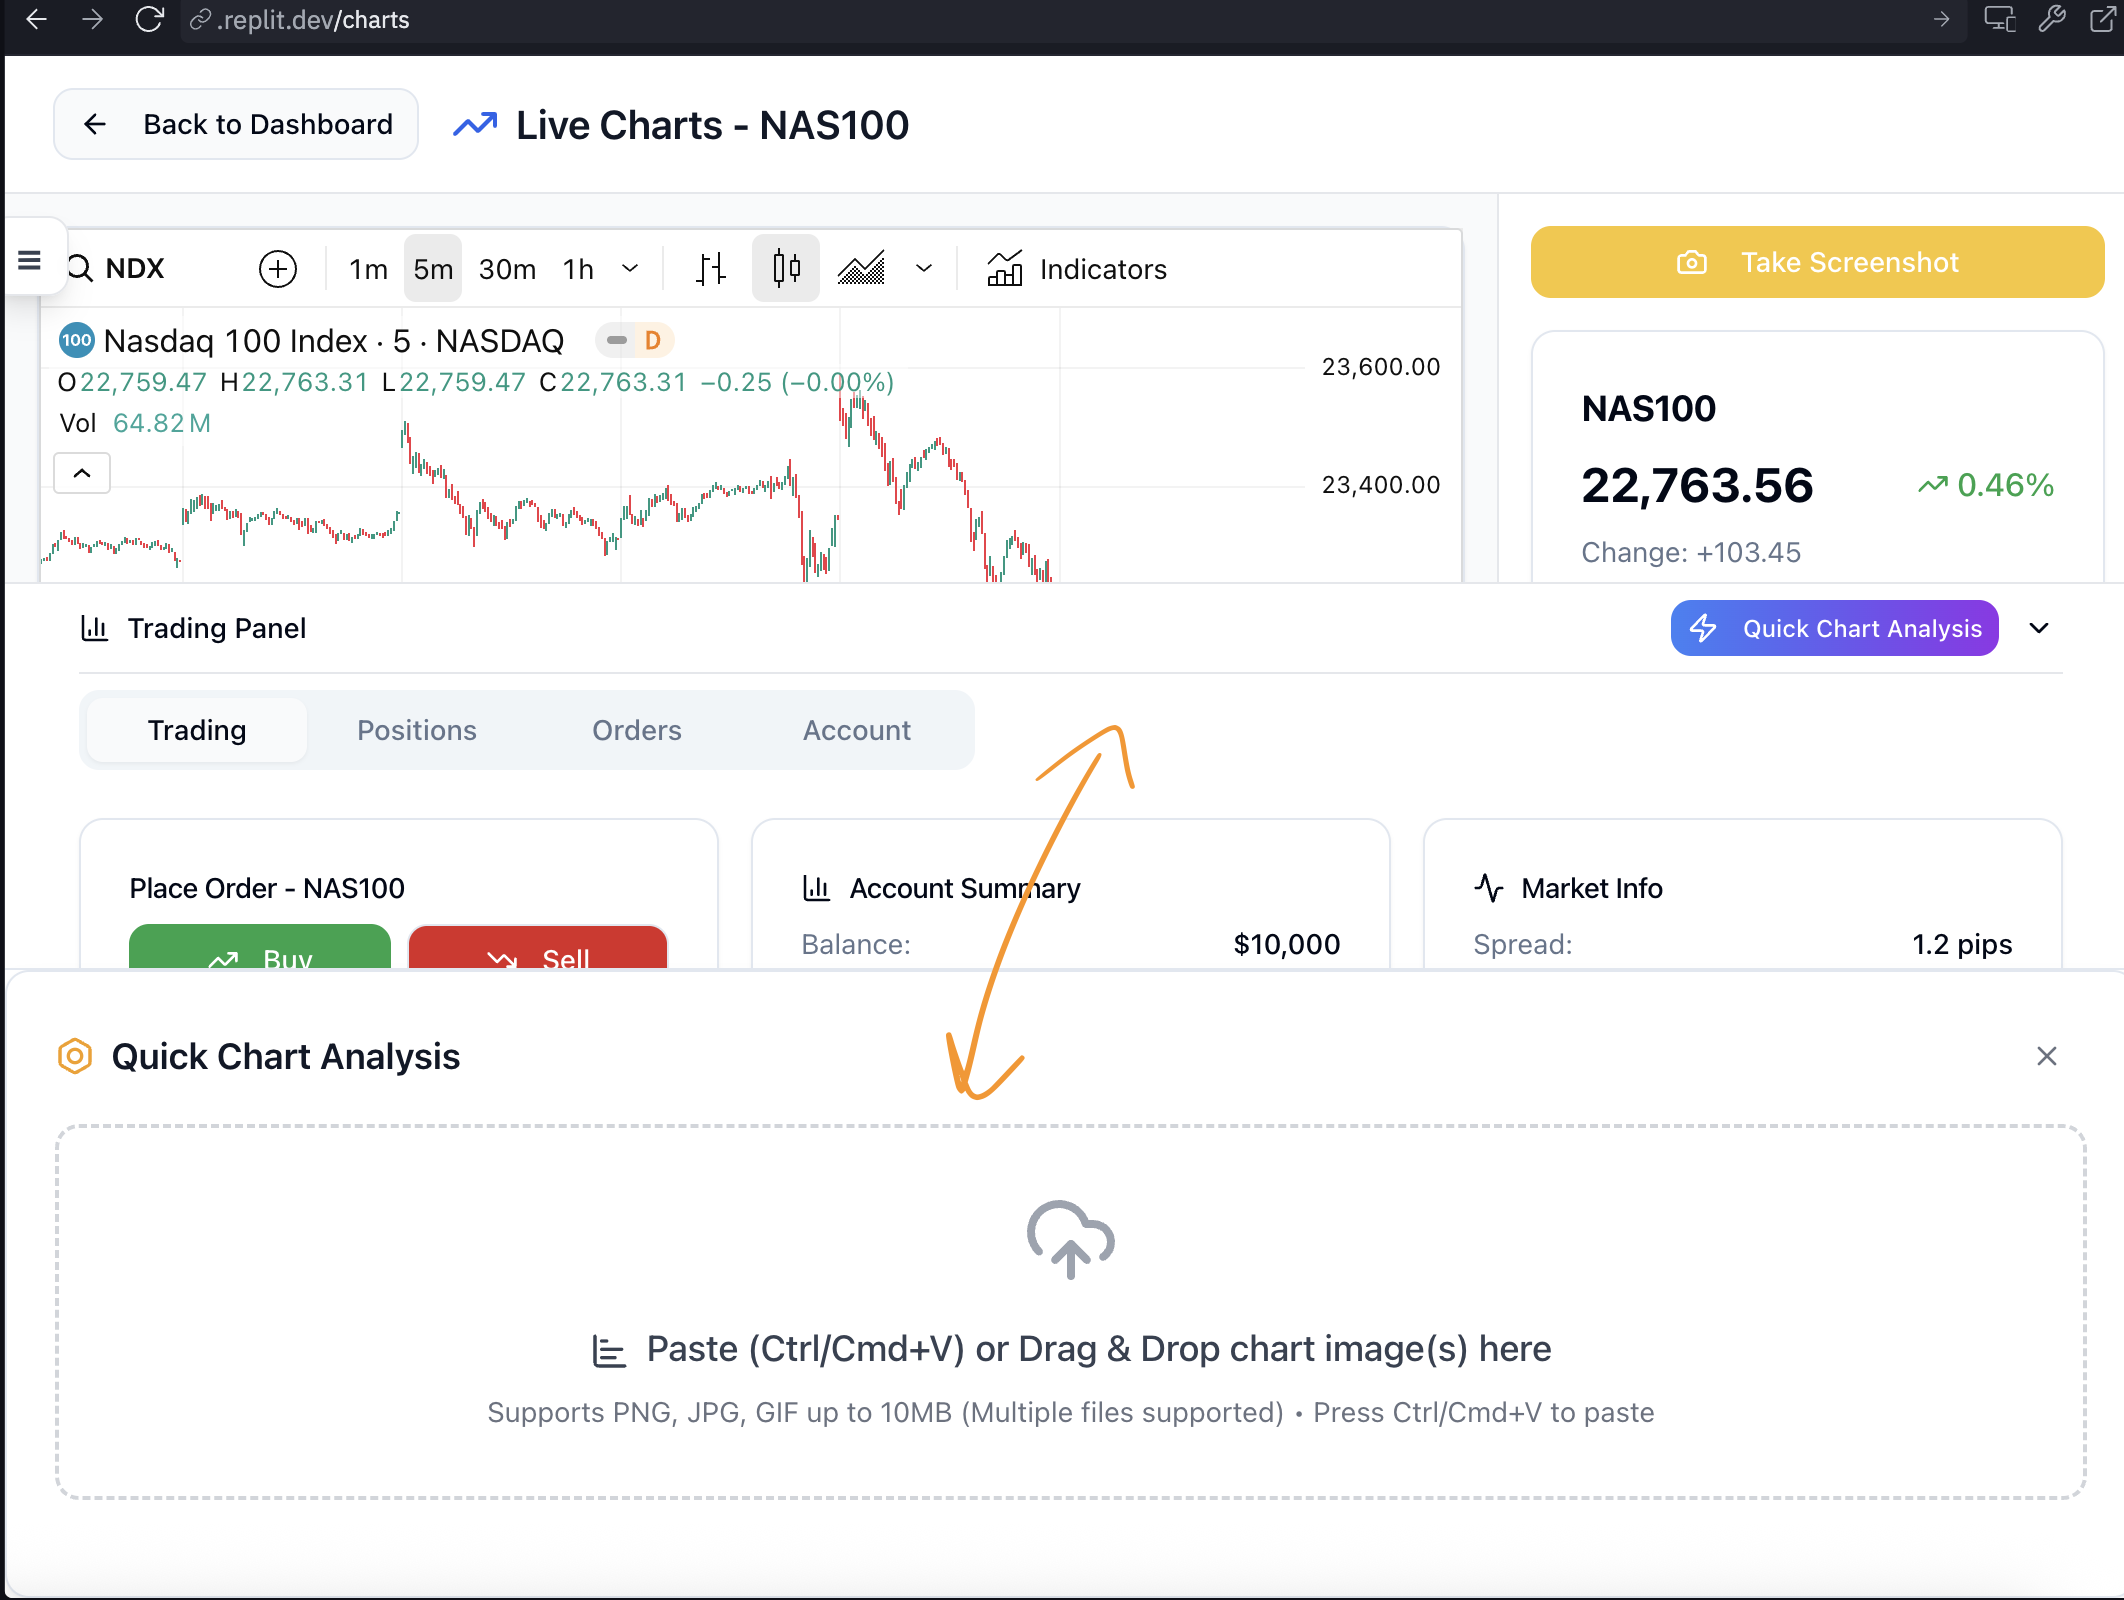 .replit.dev/charts
Back to Dashboard
Live Charts - NAS100
NDX
1m 5m 30m 1h
Indicators
Take Screenshot
100 Nasdaq 100 Index · 5 · NASDAQ D
O22,759.47 H22,763.31 L22,759.47 C22,763.31 −0.25 (−0.00%)
Vol 64.82 M
23,600.00
23,400.00
NAS100
22,763.56 0.46%
Change: +103.45
Trading Panel
Quick Chart Analysis
Trading Positions Orders Account
Place Order - NAS100
Buy Sell
Account Summary
Balance: $10,000
Market Info
Spread: 1.2 pips
Quick Chart Analysis
Paste (Ctrl/Cmd+V) or Drag & Drop chart image(s) here
Supports PNG, JPG, GIF up to 10MB (Multiple files supported) • Press Ctrl/Cmd+V to paste